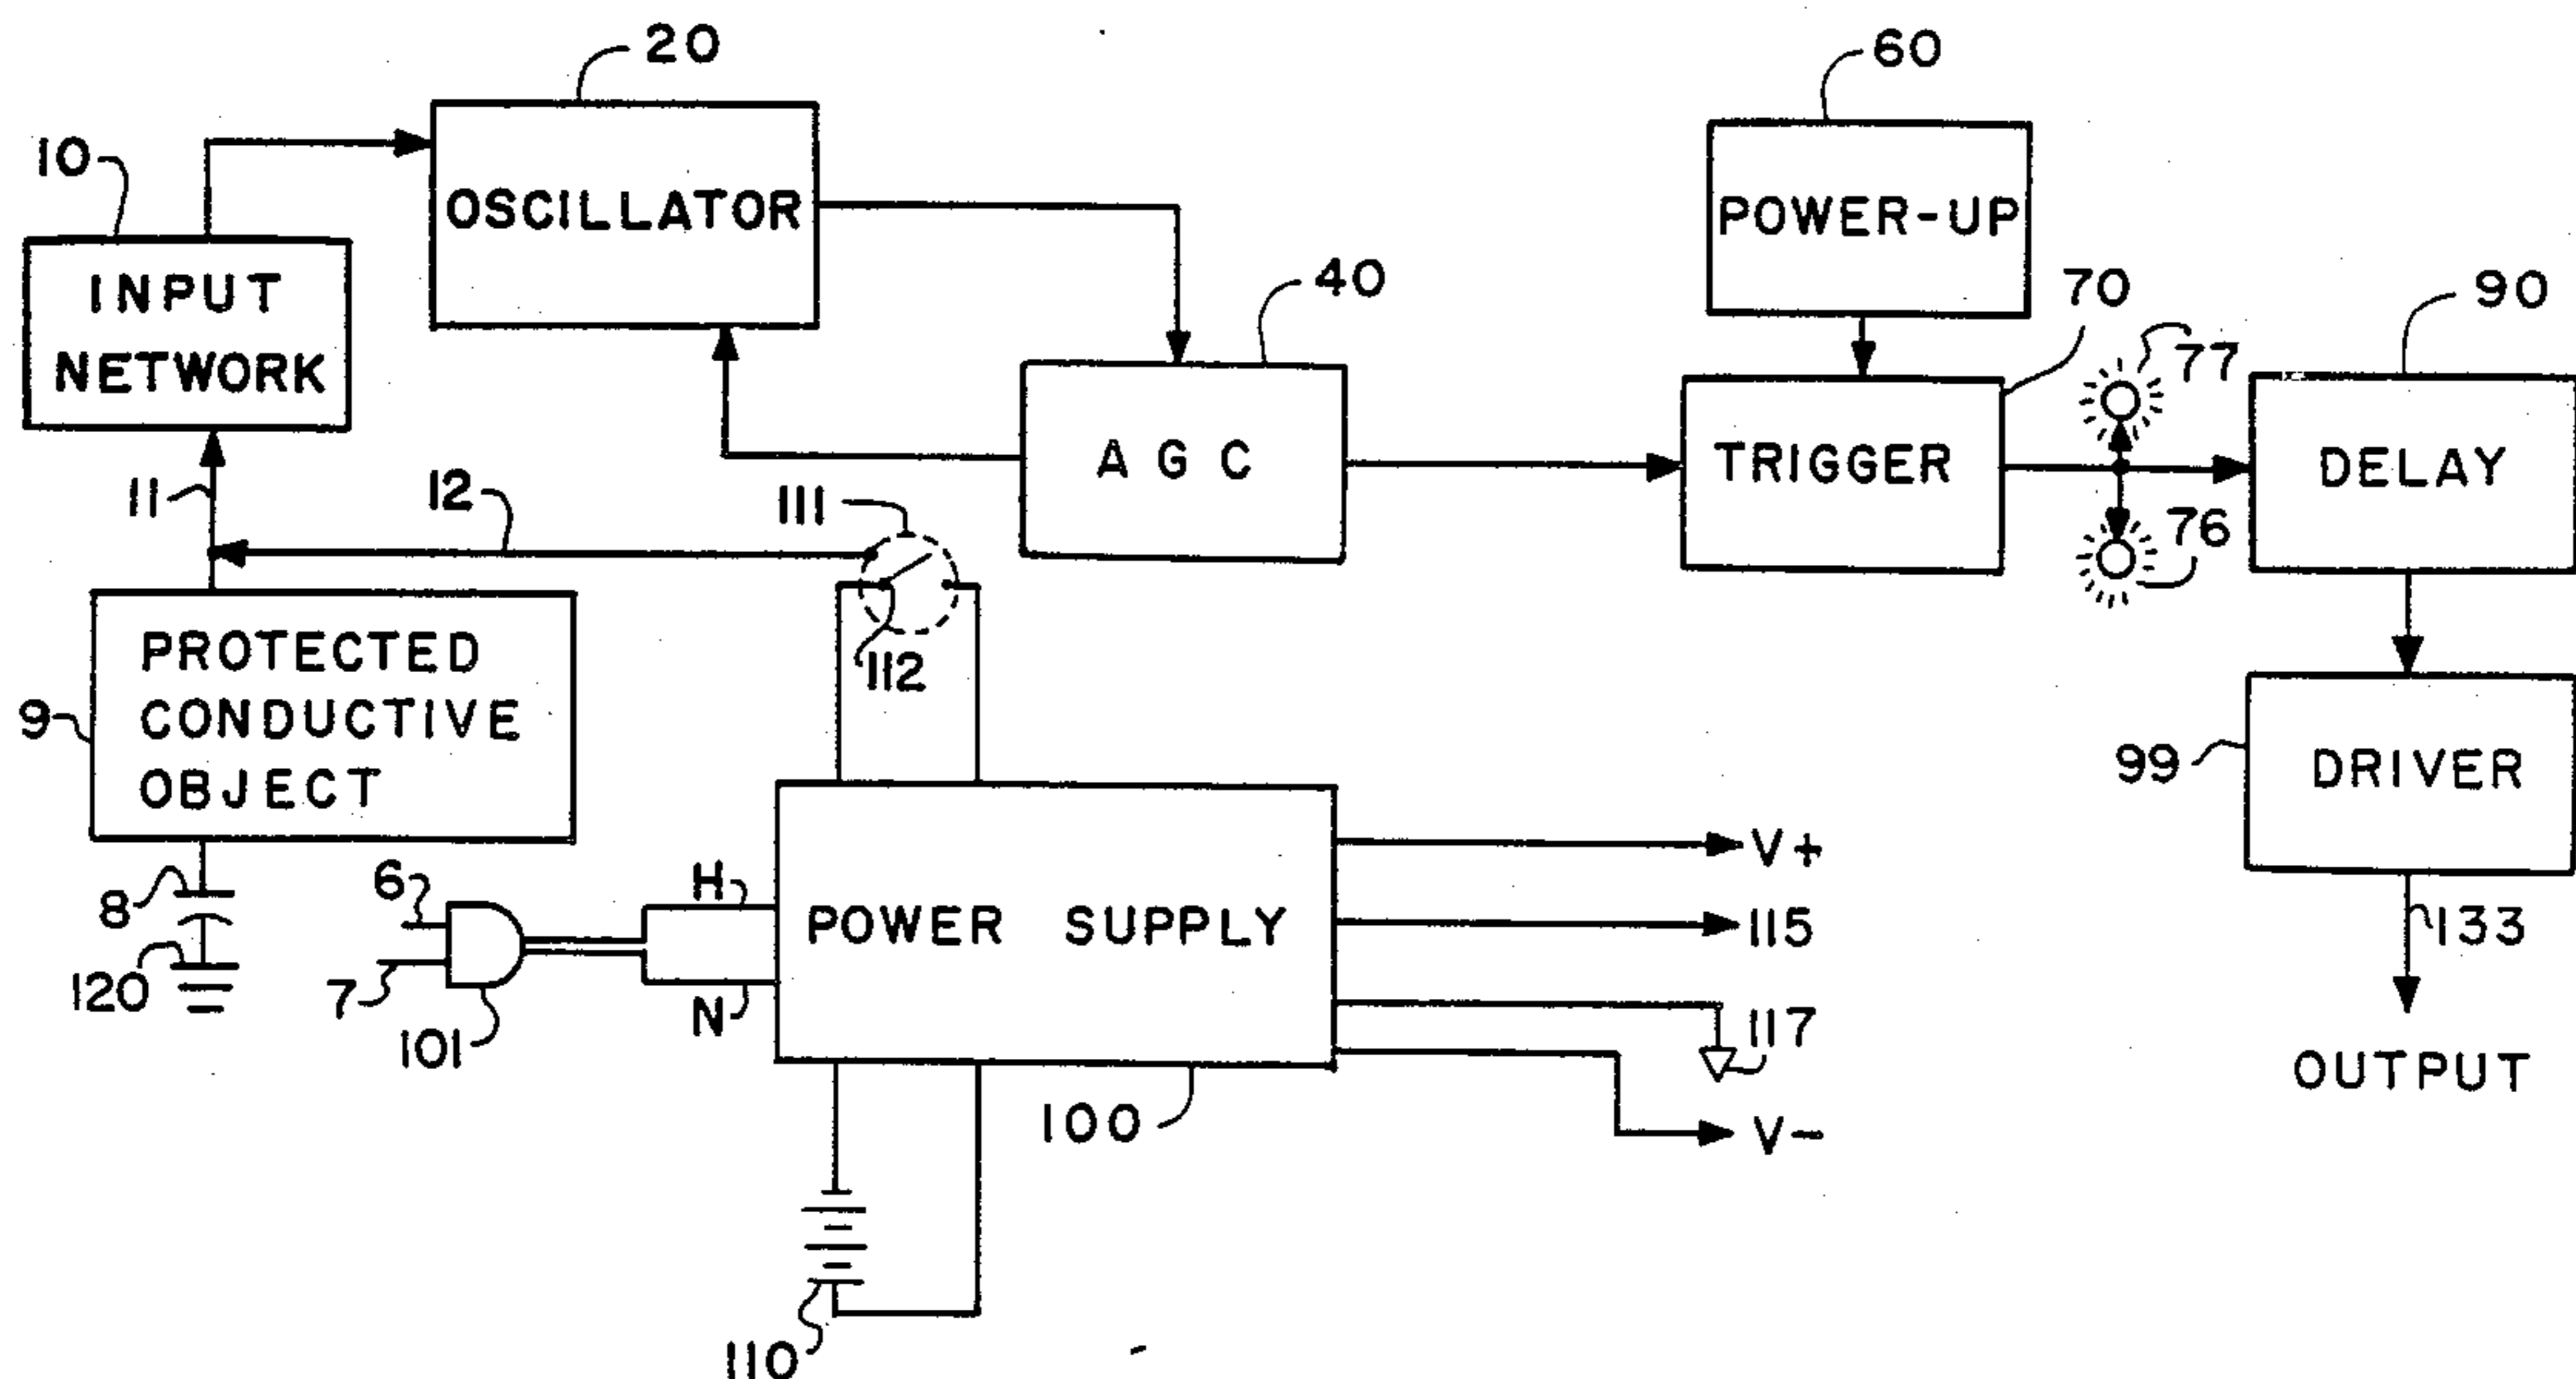 20
60
10
OSCILLATOR
POWER-UP
INPUT
NETWORK
40
70
90
77
A G C
TRIGGER
DELAY
11
12
111
76
PROTECTED
CONDUCTIVE
OBJECT
112
9
99
DRIVER
8
6
H
POWER SUPPLY
V+
115
133
120
7
N
101
117
100
OUTPUT
V-
110